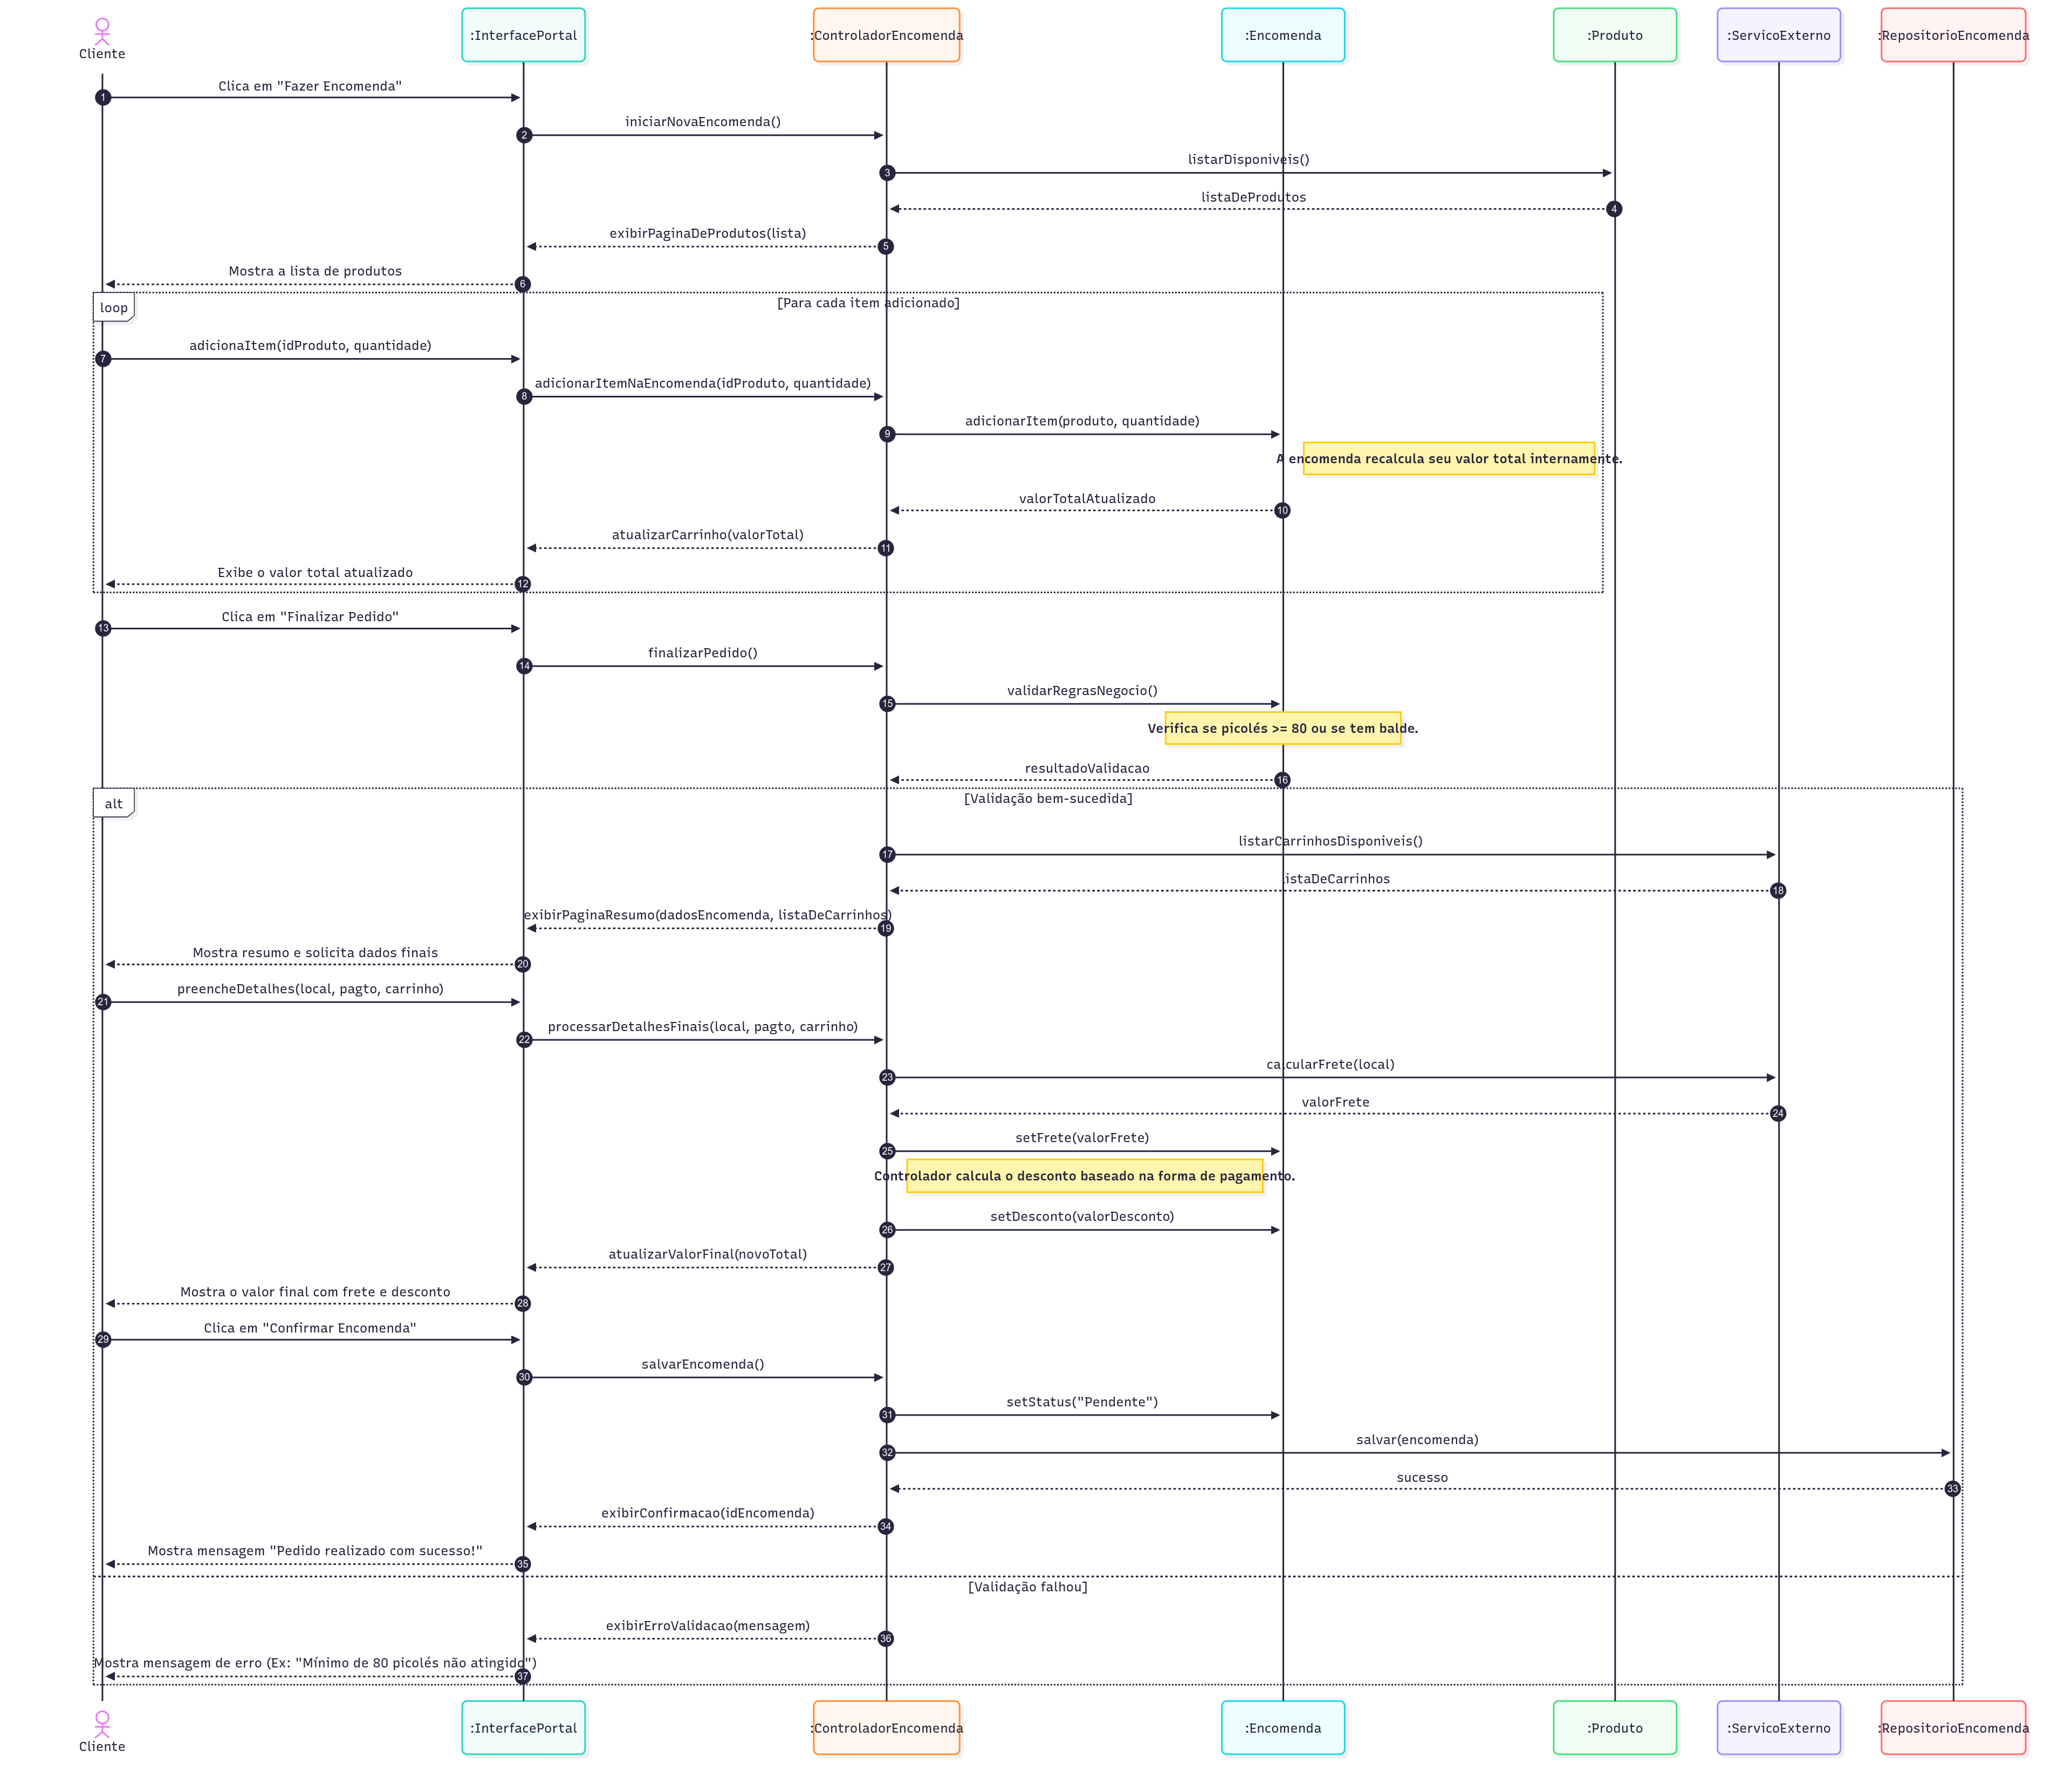 Cliente
:InterfacePortal
:ControladorEncomenda
:Encomenda
:Produto
:ServicoExterno
:RepositorioEncomenda
1
Clica em "Fazer Encomenda"
2
iniciarNovaEncomenda()
3
listarDisponiveis()
listaDeProdutos
4
exibirPaginaDeProdutos(lista)
5
Mostra a lista de produtos
6
loop
[Para cada item adicionado]
7
adicionaItem(idProduto, quantidade)
8
adicionarItemNaEncomenda(idProduto, quantidade)
9
adicionarItem(produto, quantidade)
A encomenda recalcula seu valor total internamente.
valorTotalAtualizado
10
atualizarCarrinho(valorTotal)
11
Exibe o valor total atualizado
12
13
Clica em "Finalizar Pedido"
14
finalizarPedido()
15
validarRegrasNegocio()
Verifica se picolés >= 80 ou se tem balde.
resultadoValidacao
16
alt
[Validação bem-sucedida]
17
listarCarrinhosDisponiveis()
listaDeCarrinhos
18
exibirPaginaResumo(dadosEncomenda, listaDeCarrinhos)
19
Mostra resumo e solicita dados finais
20
21
preencheDetalhes(local, pagto, carrinho)
22
processarDetalhesFinais(local, pagto, carrinho)
23
calcularFrete(local)
valorFrete
24
25
setFrete(valorFrete)
Controlador calcula o desconto baseado na forma de pagamento.
26
setDesconto(valorDesconto)
atualizarValorFinal(novoTotal)
27
Mostra o valor final com frete e desconto
28
29
Clica em "Confirmar Encomenda"
30
salvarEncomenda()
31
setStatus("Pendente")
32
salvar(encomenda)
sucesso
33
exibirConfirmacao(idEncomenda)
34
Mostra mensagem "Pedido realizado com sucesso!"
35
[Validação falhou]
exibirErroValidacao(mensagem)
36
Mostra mensagem de erro (Ex: "Mínimo de 80 picolés não atingido")
37
Cliente
:InterfacePortal
:ControladorEncomenda
:Encomenda
:Produto
:ServicoExterno
:RepositorioEncomenda